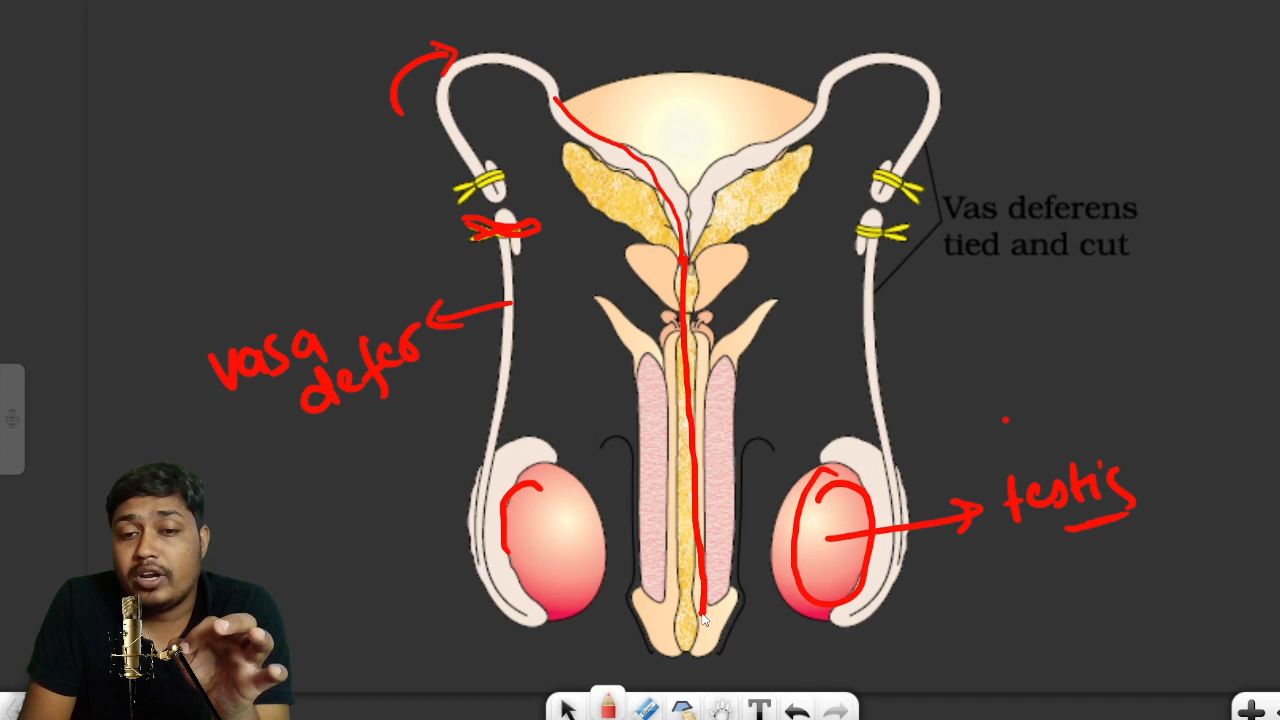 Vas deferens
tied and cut
vasa
defer
testis
T